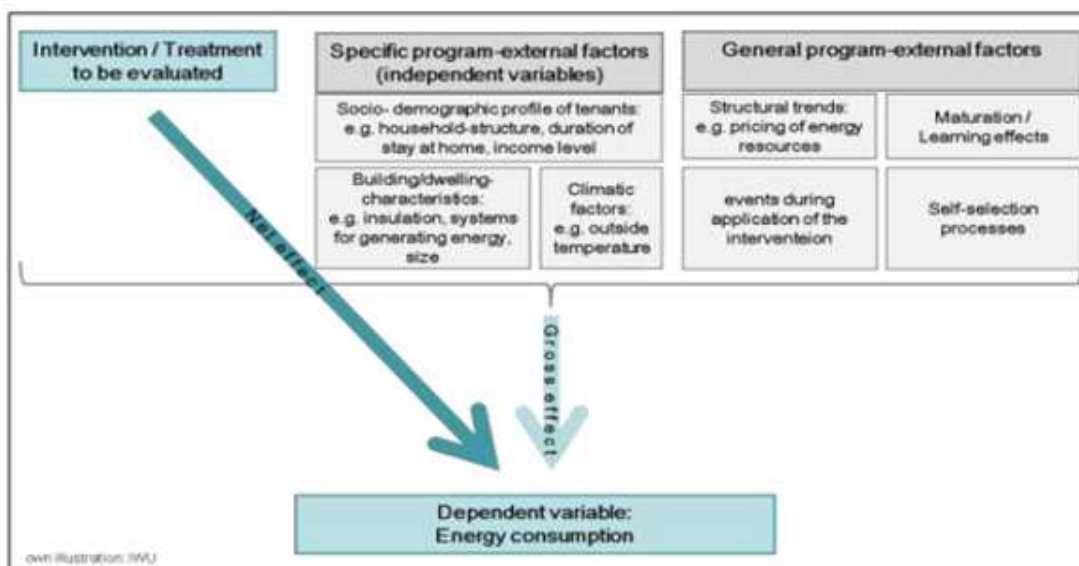 Intervention / Treatment
to be evaluated
Specific program-external factors
(independent variables)
General program-external factors
Socio- demographic profile of tenants:
e.g. household-structure, duration of
stay at home, income level
Structural trends:
e.g. pricing of energy
resources
Maturation /
Learning effects
Building/dwelling-
characteristics:
e.g. insulation, systems
for generating energy,
size
Climatic
factors:
e.g. outside
temperature
events during
application of the
interventeion
Self-selection
processes
Net effect
Gross effect
Dependent variable:
Energy consumption
own illustration: IWU